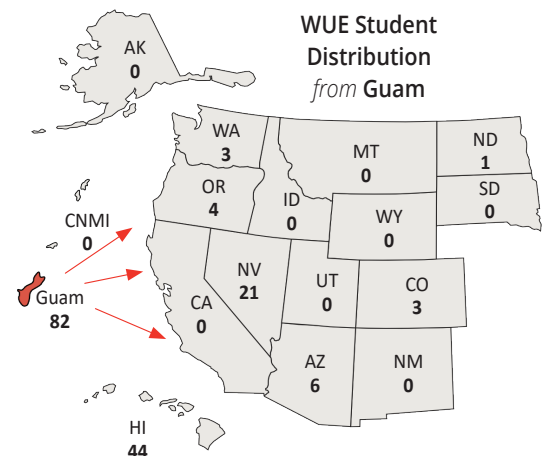 WUE Student
Distribution
from Guam
AK
0
WA
3
MT
0
ND
1
OR
4
ID
0
SD
0
WY
0
CNMI
0
Guam
82
NV
21
CA
0
UT
0
CO
3
AZ
6
NM
0
HI
44